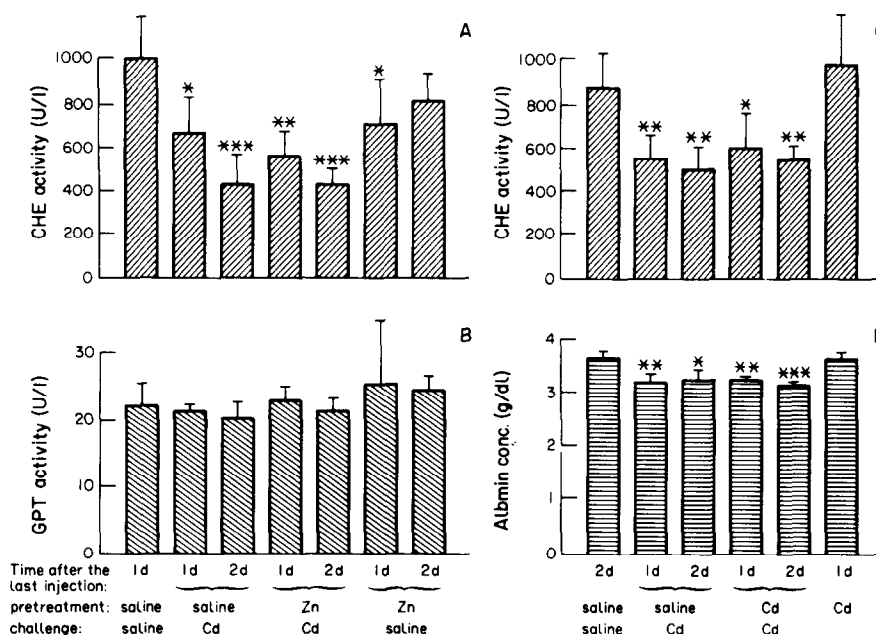 A
CHE activity (U/l)
1000
800
600
400
200
0
*
***
**
***
*
CHE activity (U/l)
1000
800
600
400
200
0
**
**
*
**
B
GPT activity (U/l)
30
20
10
0
Albmin conc. (g/dl)
4
3
2
1
0
**
*
**
***
Time after the last injection: 1d 1d 2d 1d 2d 1d 2d
pretreatment: saline saline Zn Zn
challenge: saline Cd Cd saline
2d 1d 2d 1d 2d 1d
saline saline Cd Cd
saline Cd Cd